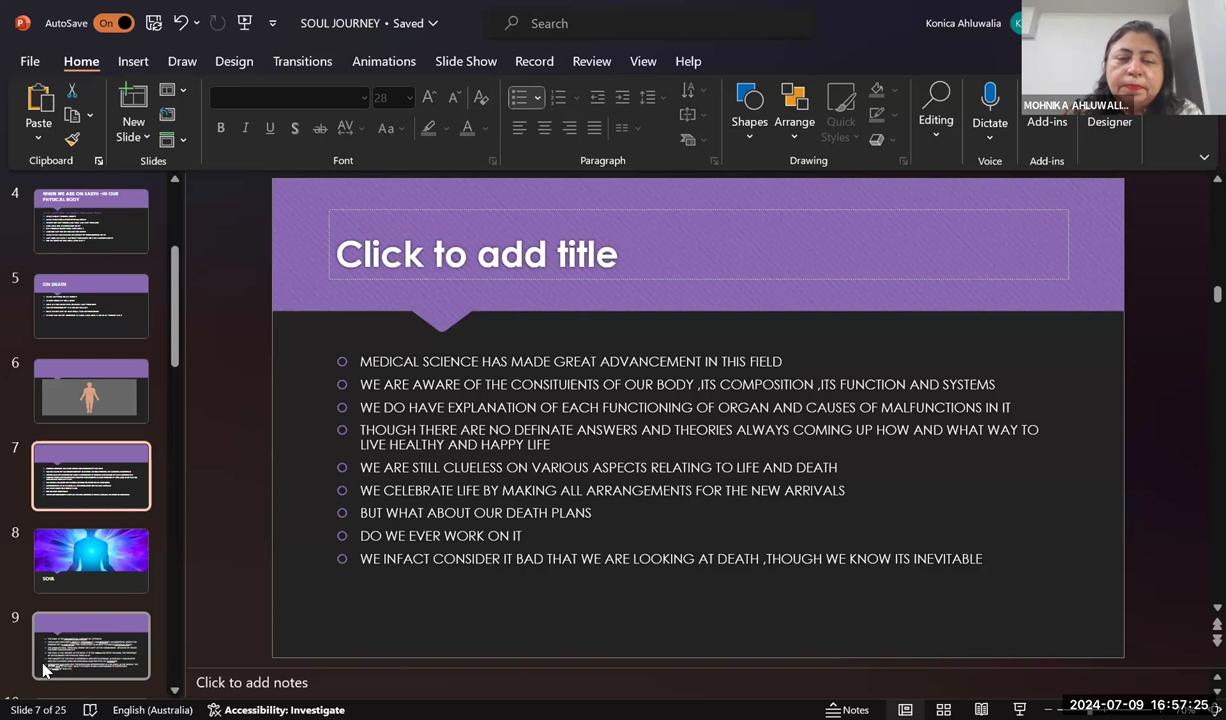 AutoSave On
SOUL JOURNEY • Saved
Search
Konica Ahluwalia
File Home Insert Draw Design Transitions Animations Slide Show Record Review View Help
MOHNIKA AHLUWALI...
Paste
New
Slide
28
B I U S ab AV Aa A
Shapes
Arrange
Quick
Styles
Editing
Dictate
Add-ins
Designer
Clipboard
Slides
Font
Paragraph
Drawing
Voice
Add-ins
4
WHEN WE ARE ON EARTH -IN OUR
PHYSICAL BODY
5
ON DEATH
6
7
8
SOUL
9
Click to add title
MEDICAL SCIENCE HAS MADE GREAT ADVANCEMENT IN THIS FIELD
WE ARE AWARE OF THE CONSITUIENTS OF OUR BODY ,ITS COMPOSITION ,ITS FUNCTION AND SYSTEMS
WE DO HAVE EXPLANATION OF EACH FUNCTIONING OF ORGAN AND CAUSES OF MALFUNCTIONS IN IT
THOUGH THERE ARE NO DEFINATE ANSWERS AND THEORIES ALWAYS COMING UP HOW AND WHAT WAY TO
LIVE HEALTHY AND HAPPY LIFE
WE ARE STILL CLUELESS ON VARIOUS ASPECTS RELATING TO LIFE AND DEATH
WE CELEBRATE LIFE BY MAKING ALL ARRANGEMENTS FOR THE NEW ARRIVALS
BUT WHAT ABOUT OUR DEATH PLANS
DO WE EVER WORK ON IT
WE INFACT CONSIDER IT BAD THAT WE ARE LOOKING AT DEATH ,THOUGH WE KNOW ITS INEVITABLE
Click to add notes
Slide 7 of 25
English (Australia)
Accessibility: Investigate
Notes
2024-07-09 16:57:25